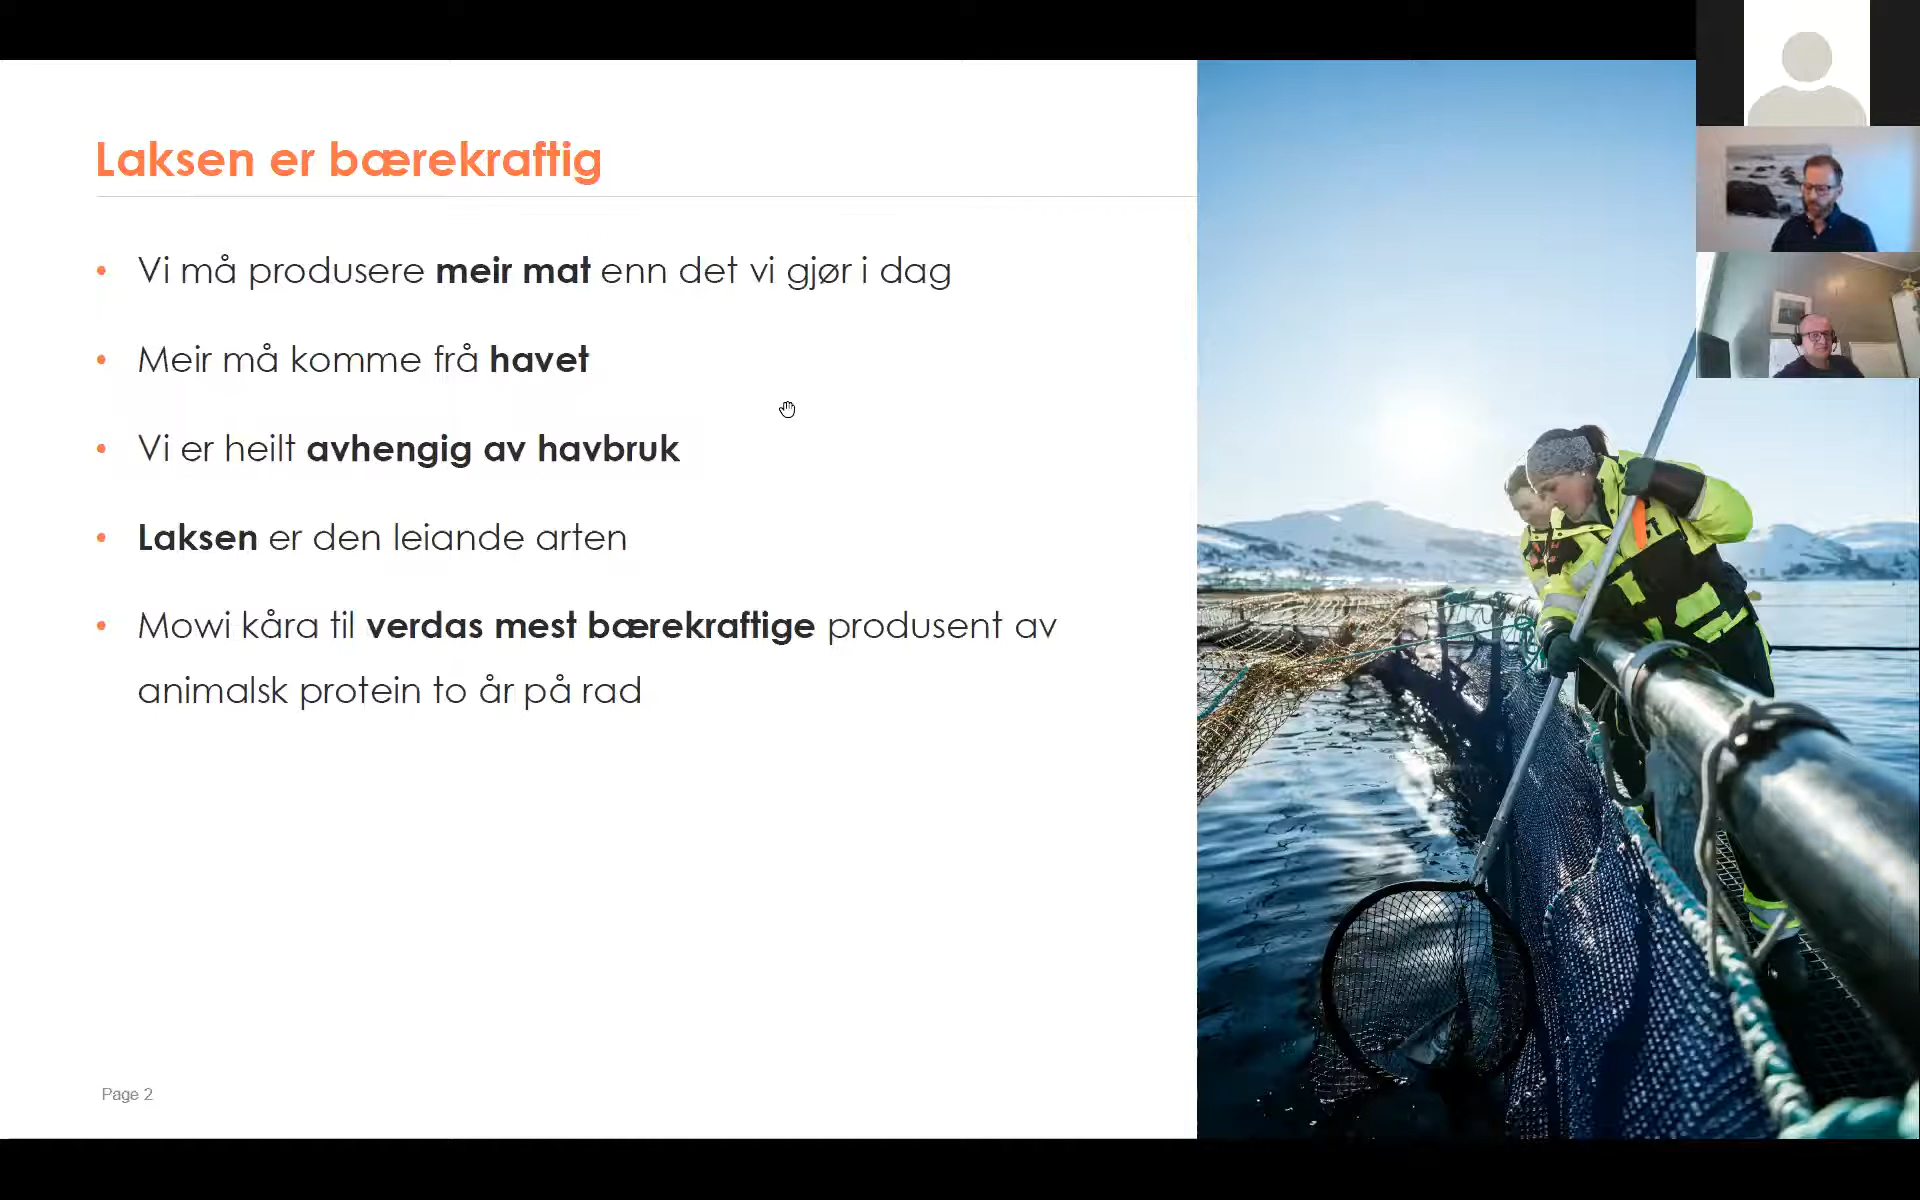 Laksen er bærekraftig
• Vi må produsere meir mat enn det vi gjør i dag
• Meir må komme frå havet
• Vi er heilt avhengig av havbruk
• Laksen er den leiande arten
• Mowi kåra til verdas mest bærekraftige produsent av
animalsk protein to år på rad
Page 2